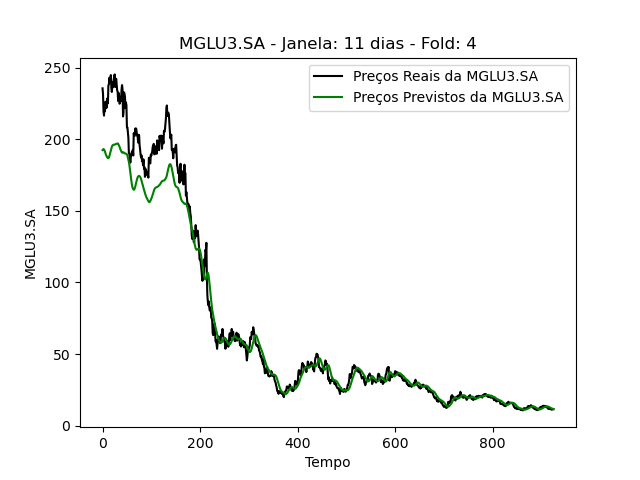 MGLU3.SA - Janela: 11 dias - Fold: 4
Preços Reais da MGLU3.SA
Preços Previstos da MGLU3.SA
250
200
150
100
50
0
MGLU3.SA
0 200 400 600 800
Tempo